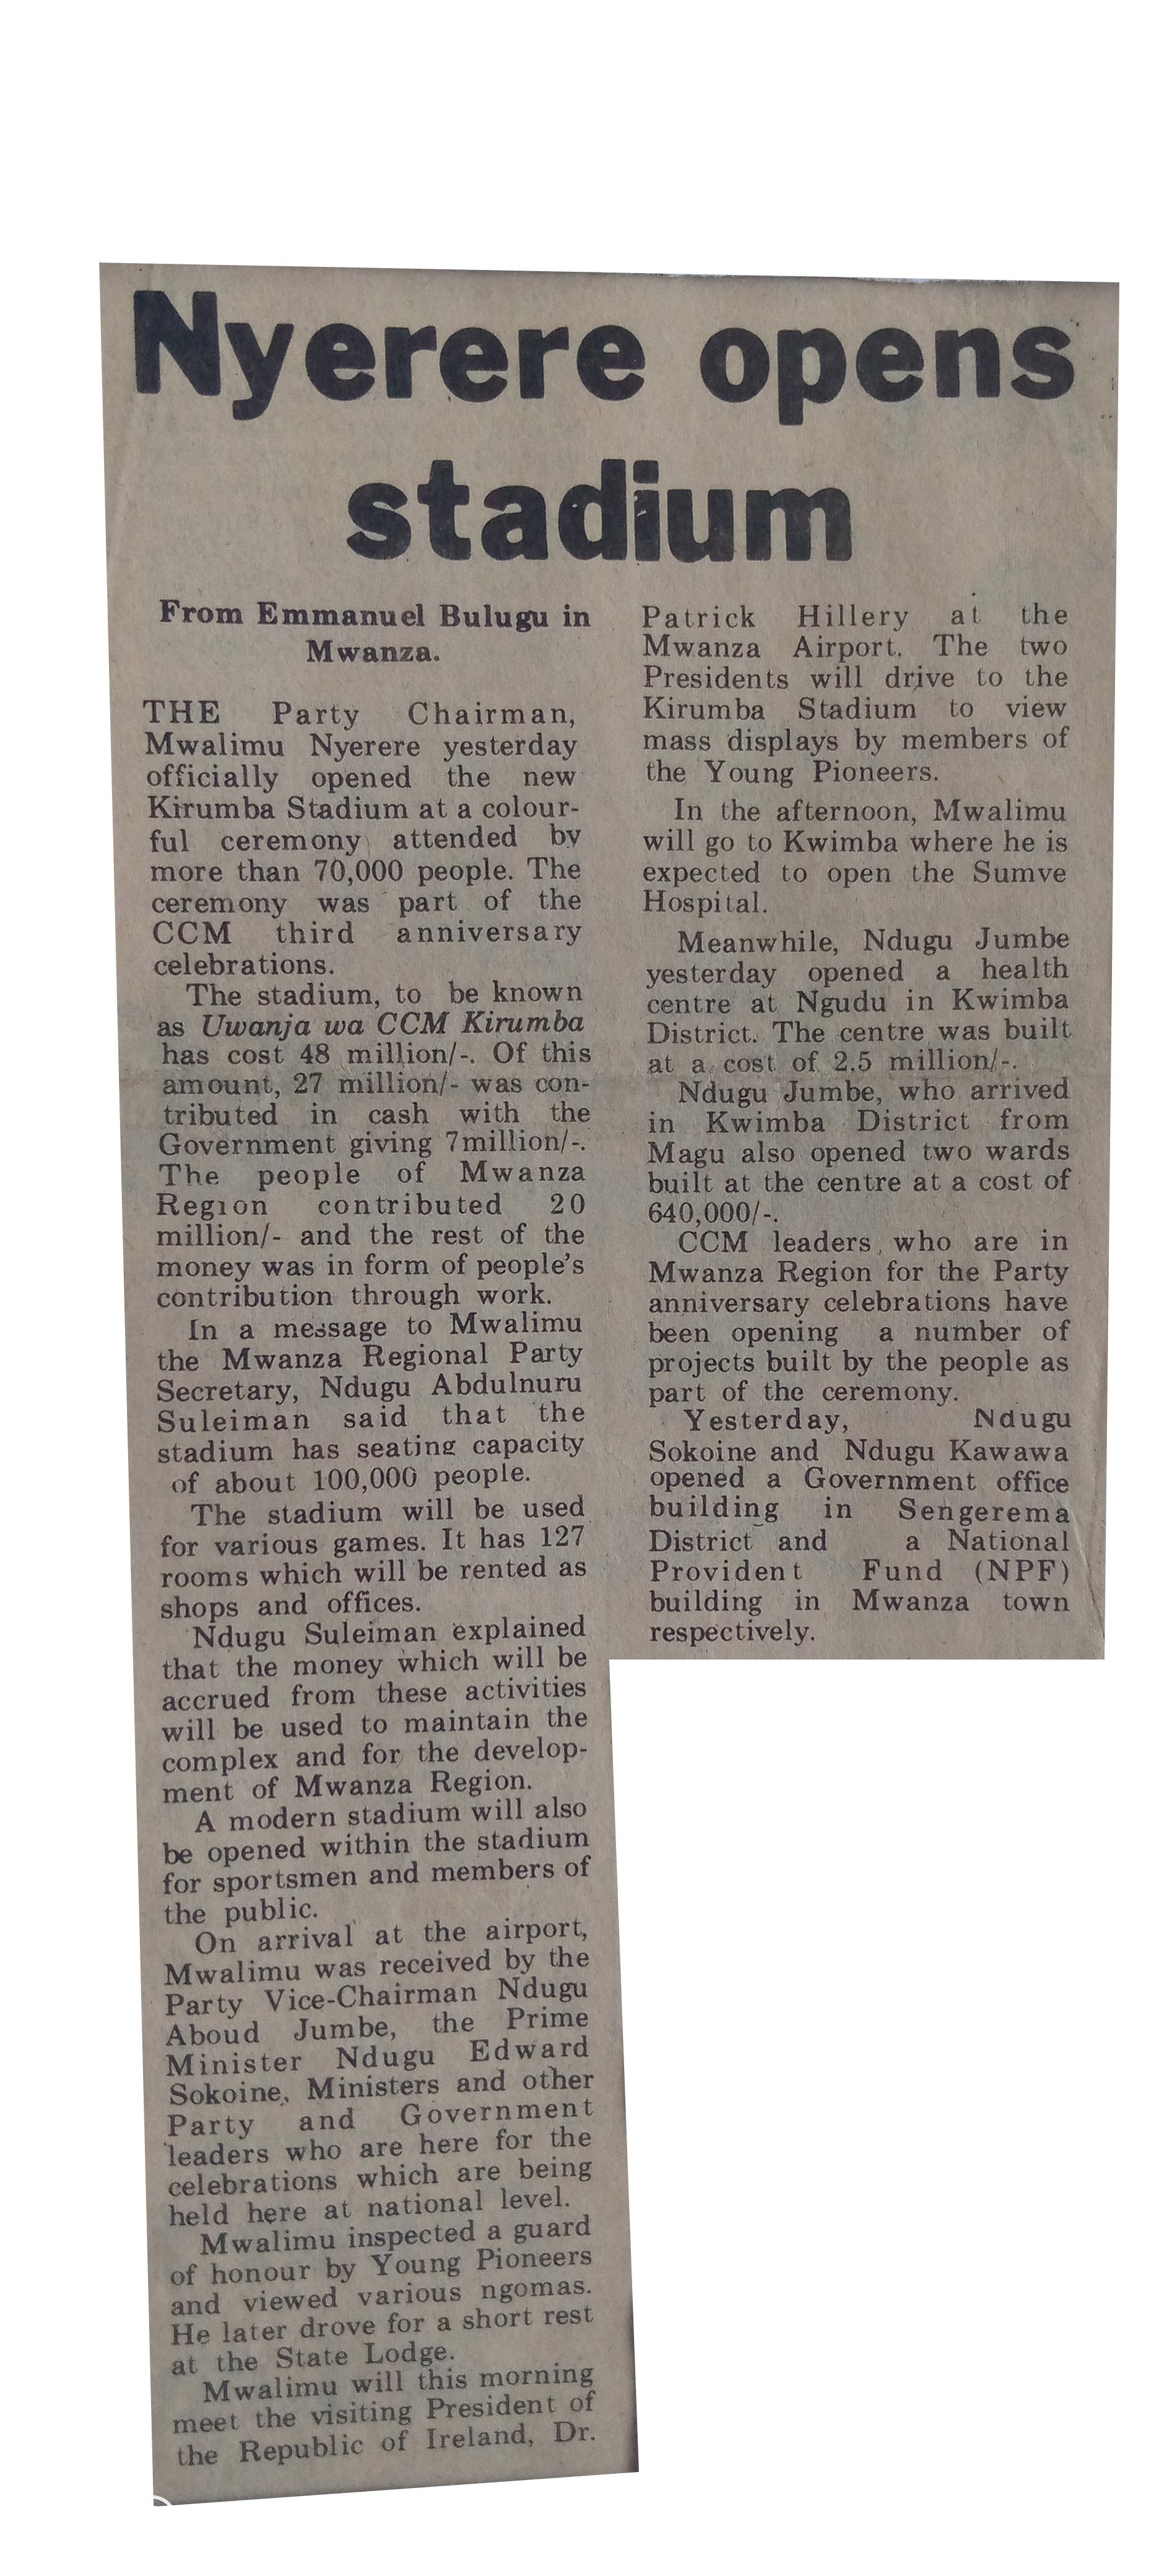 Nyerere opens
stadium
From Emmanuel Bulugu in
Mwanza.
THE Party Chairman,
Mwalimu Nyerere yesterday
officially opened the new
Kirumba Stadium at a colour-
ful ceremony attended by
more than 70,000 people. The
ceremony was part of the
CCM third anniversary
celebrations.
The stadium, to be known
as Uwanja wa CCM Kirumba
has cost 48 million/-. Of this
amount, 27 million/- was con-
tributed in cash with the
Government giving 7million/-.
The people of Mwanza
Region contributed 20
million/- and the rest of the
money was in form of people's
contribution through work.
In a message to Mwalimu
the Mwanza Regional Party
Secretary, Ndugu Abdulnuru
Suleiman said that the
stadium has seating capacity
of about 100,000 people.
The stadium will be used
for various games. It has 127
rooms which will be rented as
shops and offices.
Ndugu Suleiman explained
that the money which will be
accrued from these activities
will be used to maintain the
complex and for the develop-
ment of Mwanza Region.
A modern stadium will also
be opened within the stadium
for sportsmen and members of
the public.
On arrival at the airport,
Mwalimu was received by the
Party Vice-Chairman Ndugu
Aboud Jumbe, the Prime
Minister Ndugu Edward
Sokoine, Ministers and other
Party and Government
leaders who are here for the
celebrations which are being
held here at national level.
Mwalimu inspected a guard
of honour by Young Pioneers
and viewed various ngomas.
He later drove for a short rest
at the State Lodge.
Mwalimu will this morning
meet the visiting President of
the Republic of Ireland, Dr.
Patrick Hillery at the
Mwanza Airport. The two
Presidents will drive to the
Kirumba Stadium to view
mass displays by members of
the Young Pioneers.
In the afternoon, Mwalimu
will go to Kwimba where he is
expected to open the Sumve
Hospital.
Meanwhile, Ndugu Jumbe
yesterday opened a health
centre at Ngudu in Kwimba
District. The centre was built
at a cost of 2.5 million/-.
Ndugu Jumbe, who arrived
in Kwimba District from
Magu also opened two wards
built at the centre at a cost of
640,000/-.
CCM leaders who are in
Mwanza Region for the Party
anniversary celebrations have
been opening a number of
projects built by the people as
part of the ceremony.
Yesterday, Ndugu
Sokoine and Ndugu Kawawa
opened a Government office
building in Sengerema
District and a National
Provident Fund (NPF)
building in Mwanza town
respectively.